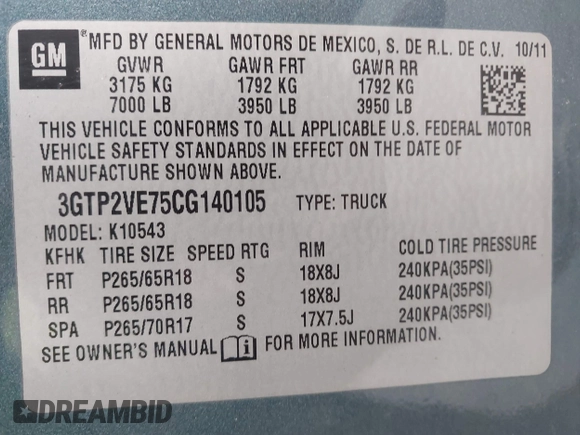 GM
*MFD BY GENERAL MOTORS DE MEXICO, S. DE R.L. DE C.V. 10/11
GVWR GAWR FRT GAWR RR
3175 KG 1792 KG 1792 KG
7000 LB 3950 LB 3950 LB
THIS VEHICLE CONFORMS TO ALL APPLICABLE U.S. FEDERAL MOTOR
VEHICLE SAFETY STANDARDS IN EFFECT ON THE DATE OF
MANUFACTURE SHOWN ABOVE.
3GTP2VE75CG140105 TYPE: TRUCK
MODEL: K10543
KFHK TIRE SIZE SPEED RTG RIM COLD TIRE PRESSURE
FRT P265/65R18 S 18X8J 240KPA(35PSI)
RR P265/65R18 S 18X8J 240KPA(35PSI)
SPA P265/70R17 S 17X7.5J 240KPA(35PSI)
SEE OWNER'S MANUAL i FOR MORE INFORMATION.
DREAMBID